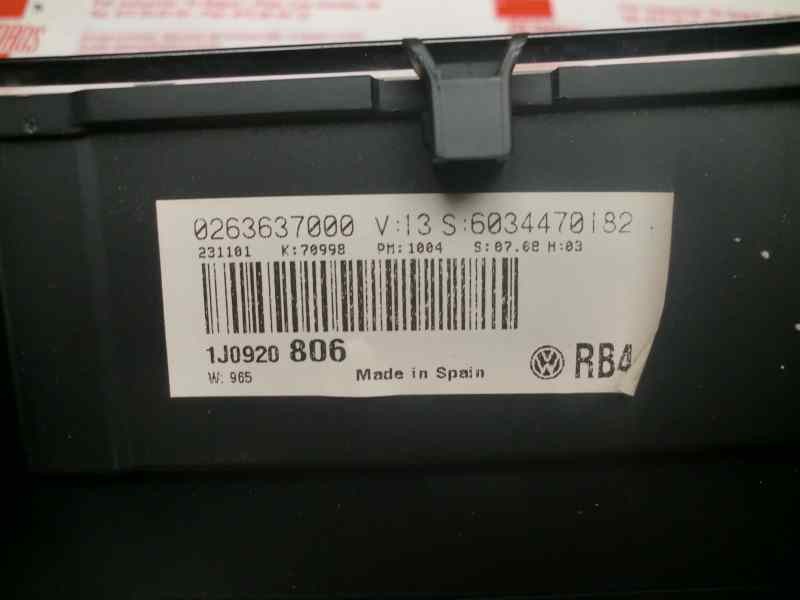 0263637000 V:13 S:6034470182
231101 K:70998 PM:1004 S:07.68 H:03
1J0920 806
W: 965
Made in Spain
RB4